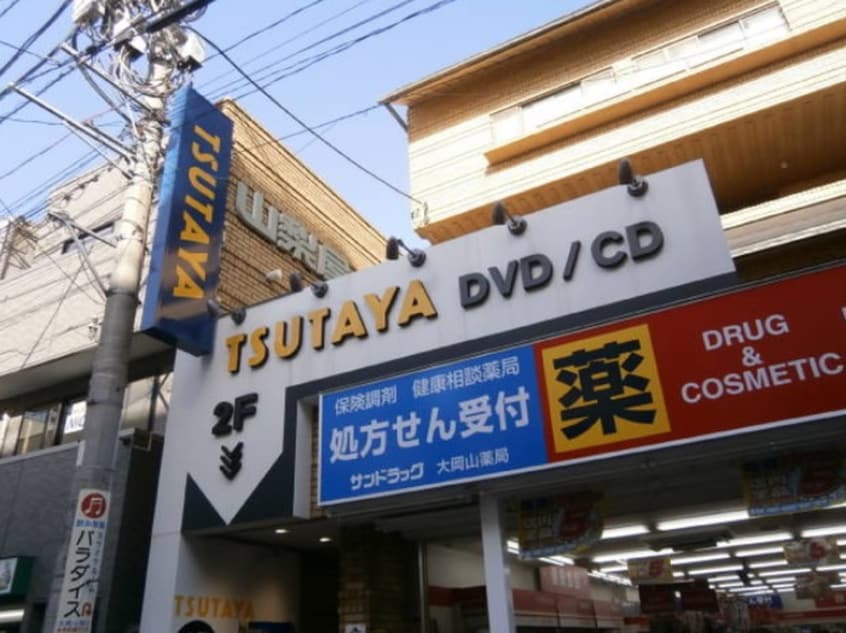 TSUTAYA
山梨
TSUTAYA DVD/CD
2F
保険調剤 健康相談薬局
処方せん受付
サンドラッグ 大岡山薬局
薬
DRUG
&
COSMETIC
パラダイス
TSUTAYA